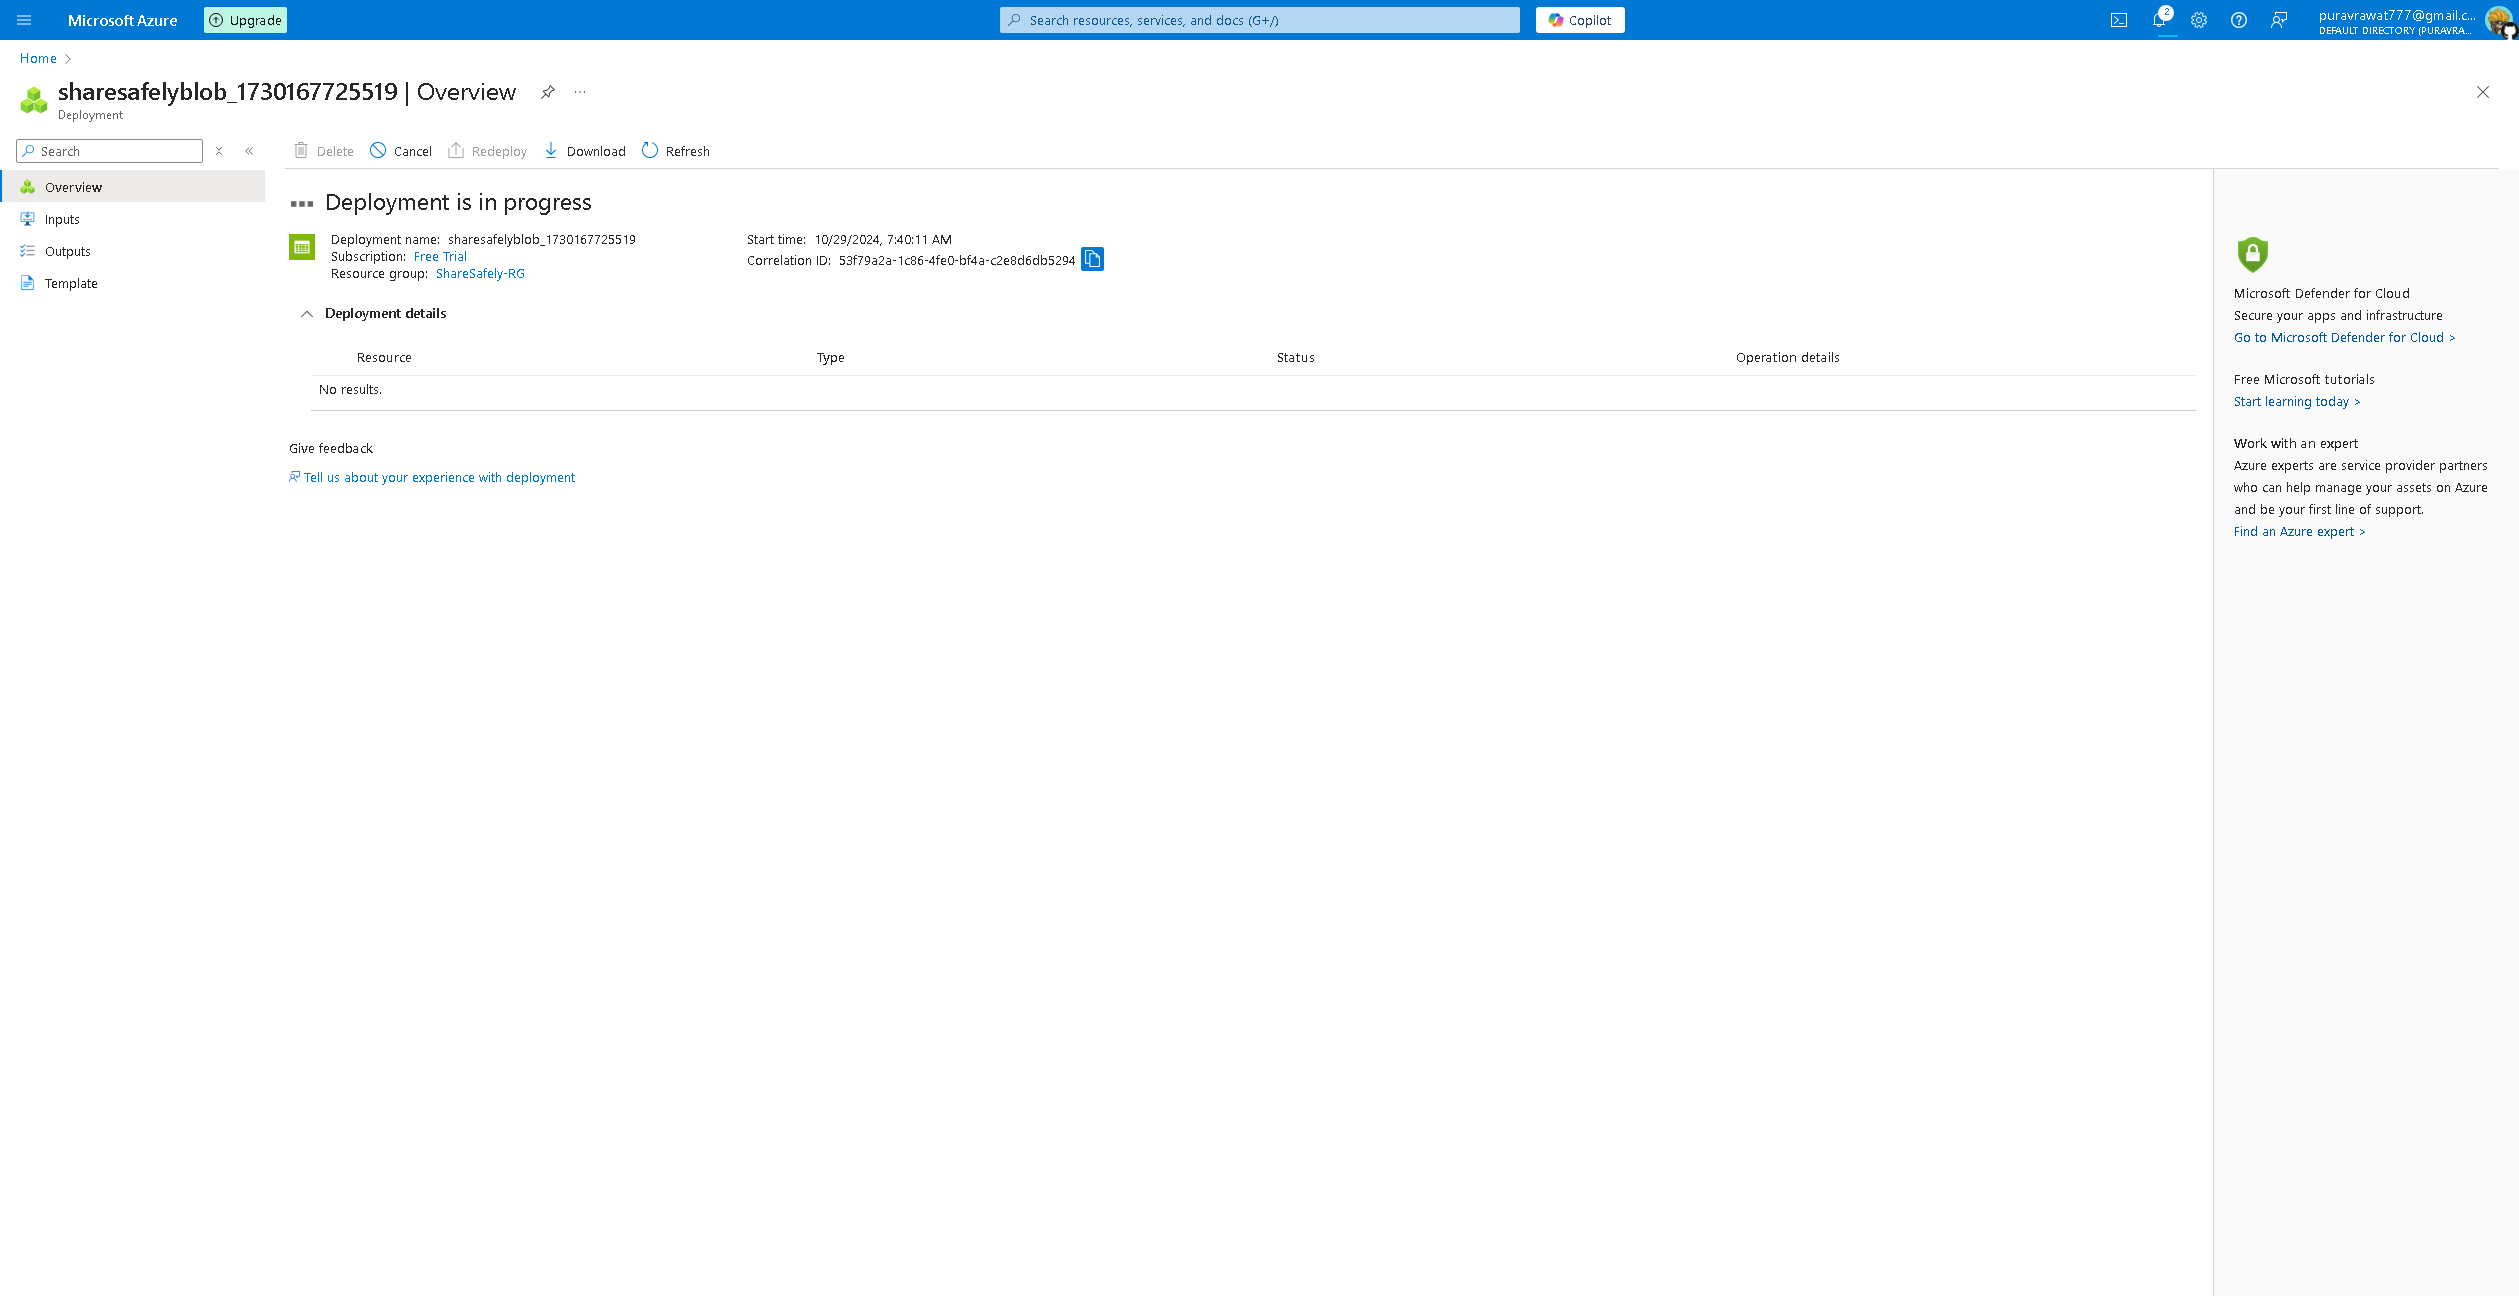 Microsoft Azure
Upgrade
Search resources, services, and docs (G+/)
Copilot
2
puravrawat777@gmail.c...
DEFAULT DIRECTORY (PURAVRA...
Home
sharesafelyblob_1730167725519 | Overview
Deployment
Search
Delete
Cancel
Redeploy
Download
Refresh
Overview
Inputs
Outputs
Template
Deployment is in progress
Deployment name: sharesafelyblob_1730167725519
Subscription: Free Trial
Resource group: ShareSafely-RG
Start time: 10/29/2024, 7:40:11 AM
Correlation ID: 53f79a2a-1c86-4fe0-bf4a-c2e8d6db5294
Deployment details
Resource
Type
Status
Operation details
No results.
Give feedback
Tell us about your experience with deployment
Microsoft Defender for Cloud
Secure your apps and infrastructure
Go to Microsoft Defender for Cloud >
Free Microsoft tutorials
Start learning today >
Work with an expert
Azure experts are service provider partners
who can help manage your assets on Azure
and be your first line of support.
Find an Azure expert >